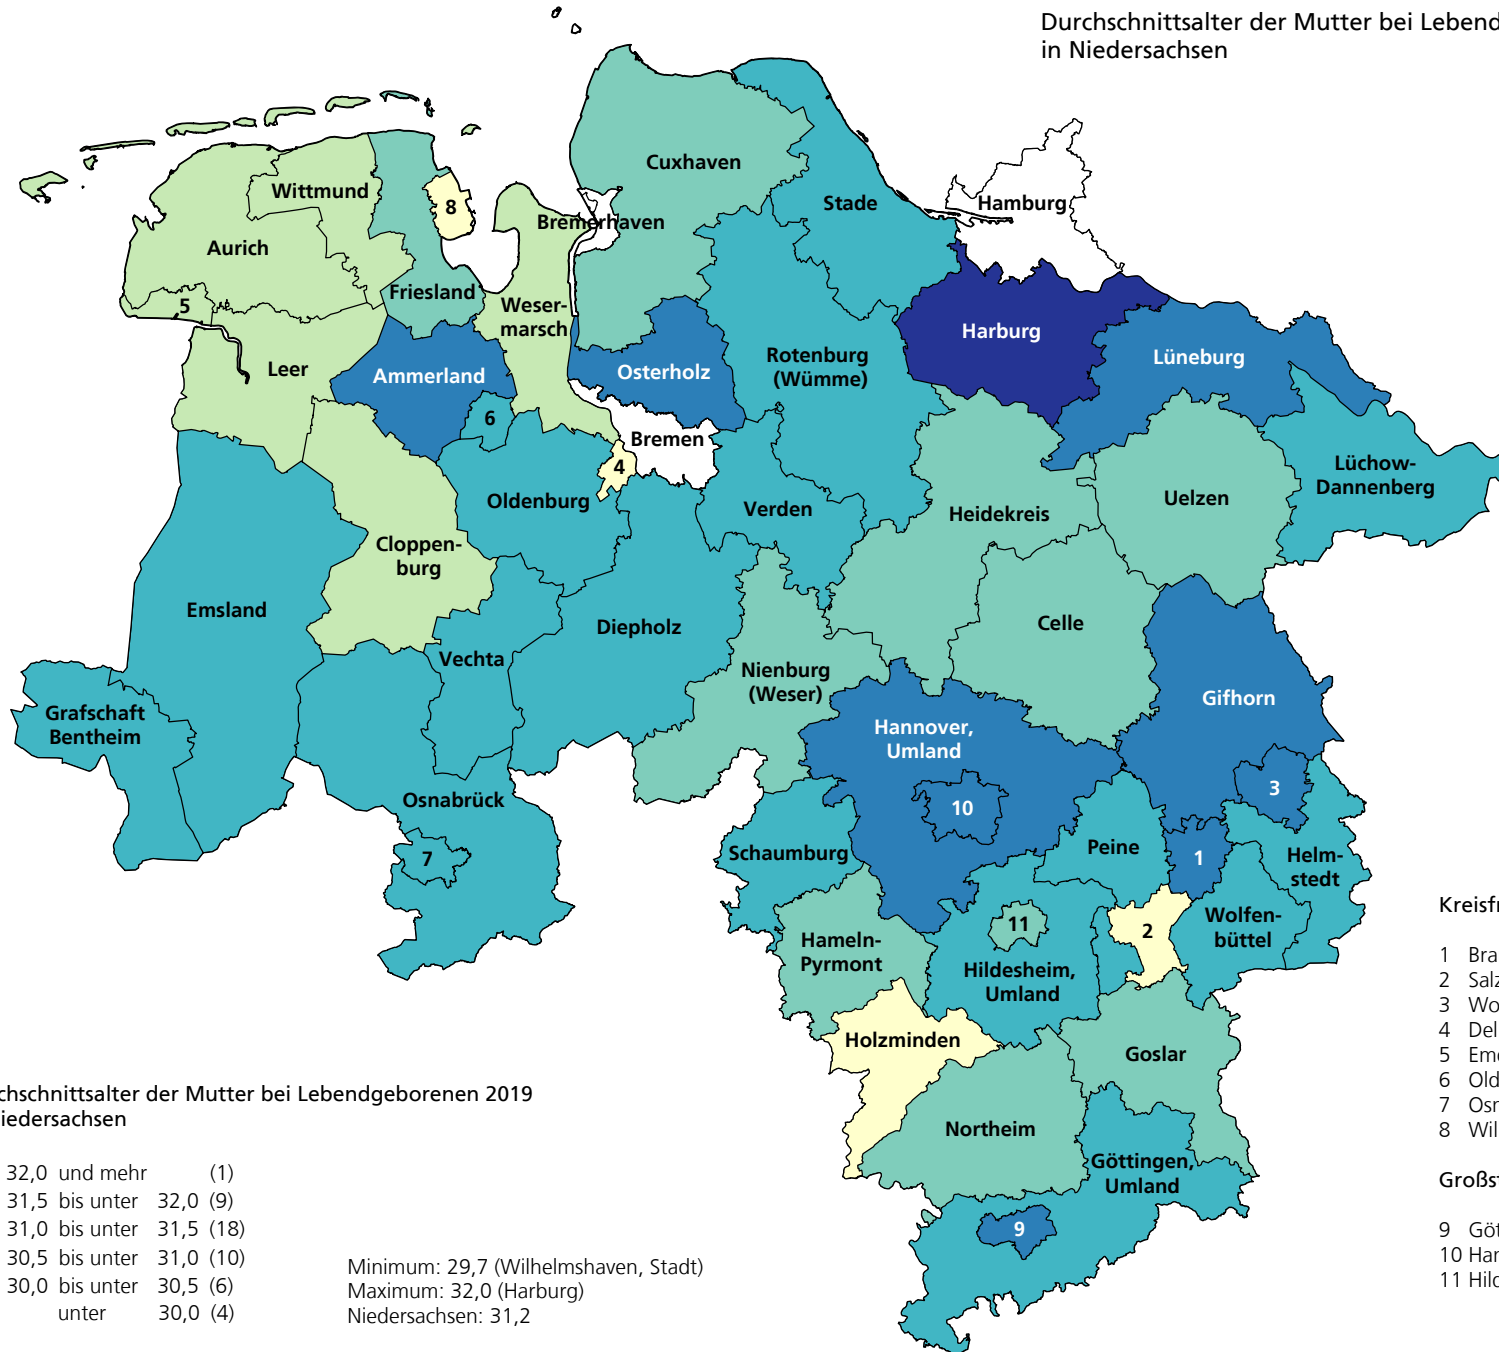 Durchschnittsalter der Mutter bei Lebend
in Niedersachsen
Cuxhaven
Wittmund
8
Stade
Hamburg
Bremerhaven
Aurich
Friesland
5
Weser-
marsch
Harburg
Lüneburg
Rotenburg
(Wümme)
Leer
Ammerland
Osterholz
6
Bremen
4
Lüchow-
Dannenberg
Oldenburg
Verden
Heidekreis
Uelzen
Cloppen-
burg
Emsland
Diepholz
Celle
Vechta
Nienburg
(Weser)
Gifhorn
Grafschaft
Bentheim
Hannover,
Umland
3
Osnabrück
10
7
Schaumburg
Peine
1
Helm-
stedt
Wolfen-
büttel
11
2
Hameln-
Pyrmont
Hildesheim,
Umland
Holzminden
Goslar
Northeim
Göttingen,
Umland
9
Kreisfr
1 Bra
2 Salz
3 Wo
4 Del
5 Em
6 Old
7 Osn
8 Wil
Großst
9 Göt
10 Han
11 Hild
chschnittsalter der Mutter bei Lebendgeborenen 2019
iedersachsen
32,0 und mehr (1)
31,5 bis unter 32,0 (9)
31,0 bis unter 31,5 (18)
30,5 bis unter 31,0 (10)
30,0 bis unter 30,5 (6)
unter 30,0 (4)
Minimum: 29,7 (Wilhelmshaven, Stadt)
Maximum: 32,0 (Harburg)
Niedersachsen: 31,2